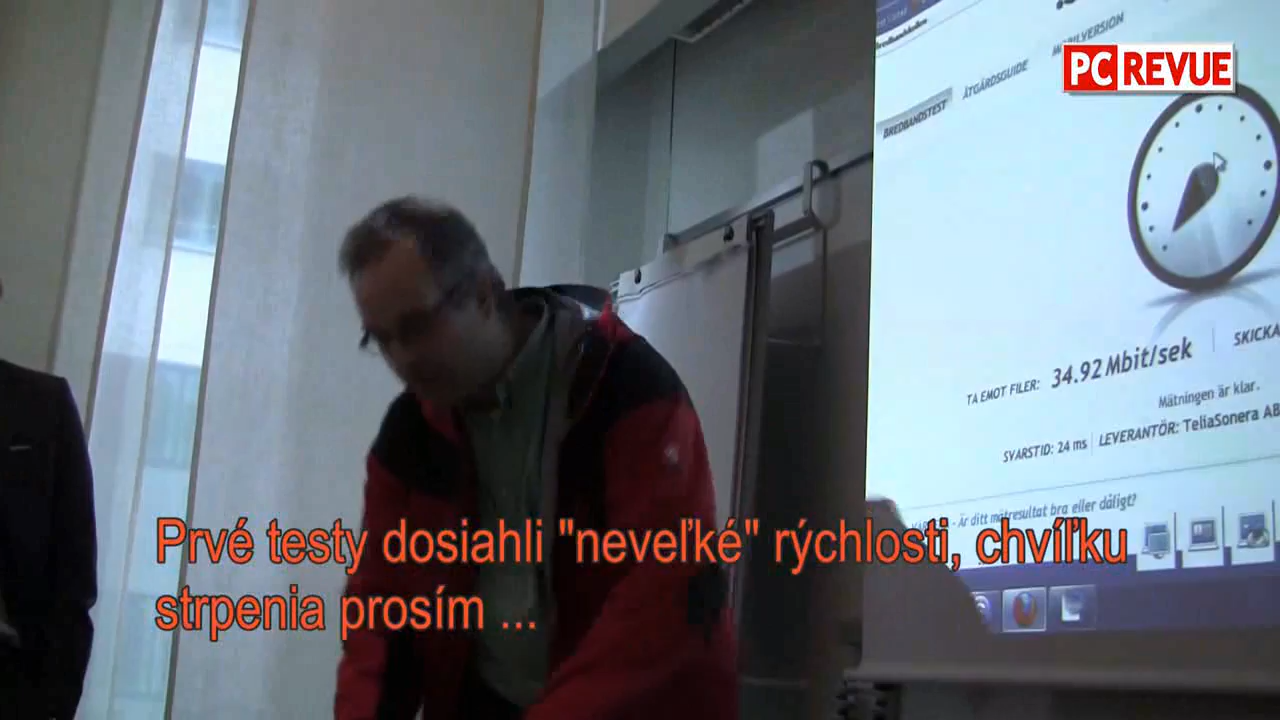 PC REVUE
MOBILVERSION
ÅTGÄRDSGUIDE
BREDBANDSTEST
TA EMOT FILER: 34.92 Mbit/sek
SKICKA
Mätningen är klar.
SVARSTID: 24 ms
LEVERANTÖR: TeliaSonera AB
- Är ditt mätresultat bra eller dåligt?
Prvé testy dosiahli "neveľké" rýchlosti, chvíľku
strpenia prosím ...